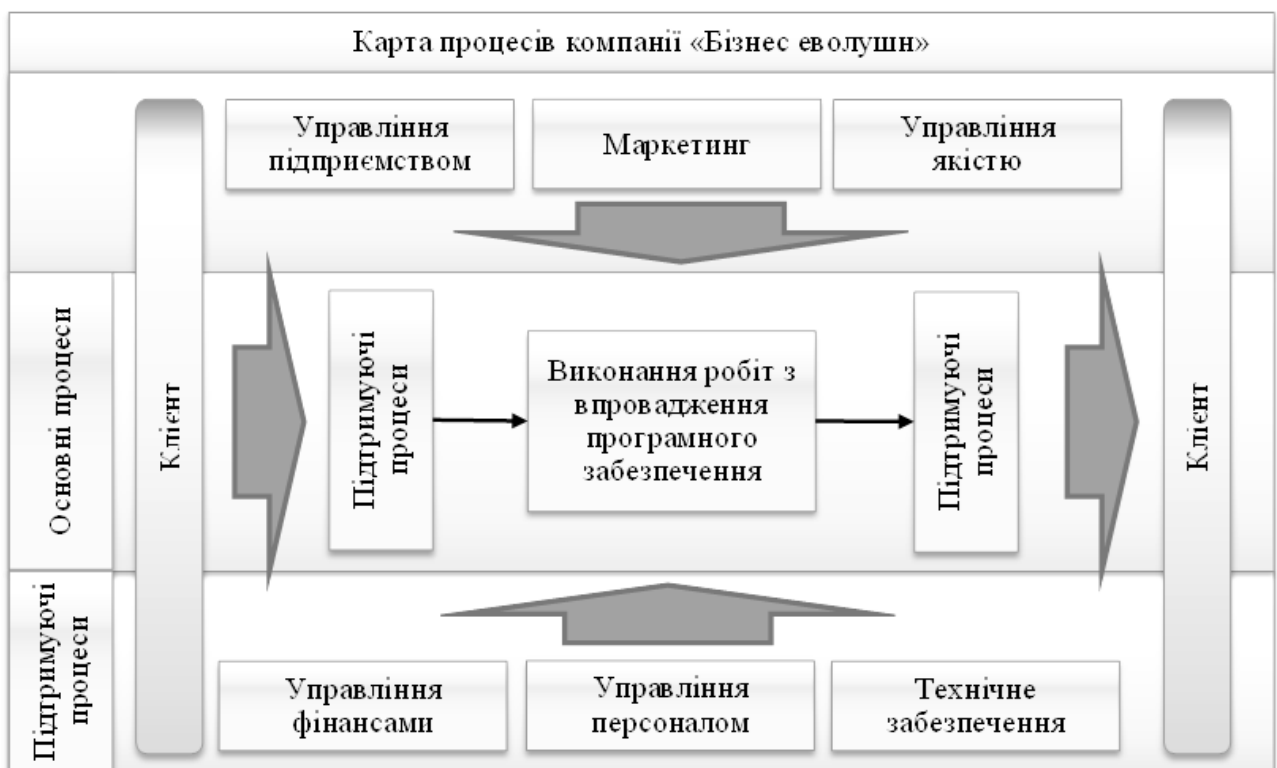 Карта процесів компанії «Бізнес еволушн»
Управління
підприємством
Маркетинг
Управління
якістю
Основні процеси
Клієнт
Підтримуючі
процеси
Виконання робіт з
впровадження
програмного
забезпечення
Підтримуючі
процеси
Клієнт
Підтримуючі
процеси
Управління
фінансами
Управління
персоналом
Технічне
забезпечення